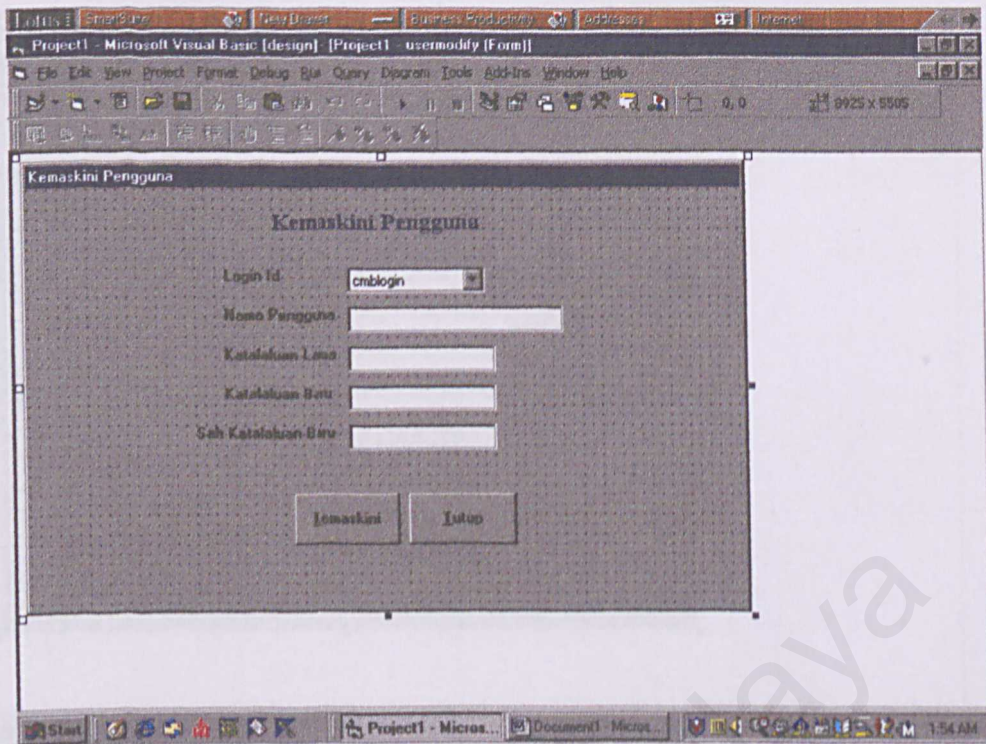 Lotus SmartSuite Business Productivity Addresses Internet
Project1 - Microsoft Visual Basic [design] - [Project1 - usermodify (Form)]
File Edit View Project Format Debug Run Query Diagram Tools Add-Ins Window Help
0, 0 8925 x 5505
Kemaskini Pengguna
Kemaskini Pengguna
Login Id cmblogin
Nama Pengguna
Katalaluan Lama
Katalaluan Baru
Sah Katalaluan Baru
Kemaskini Tutup
Start Project1 - Micros... Document1 - Micros... 1:54 AM
laya